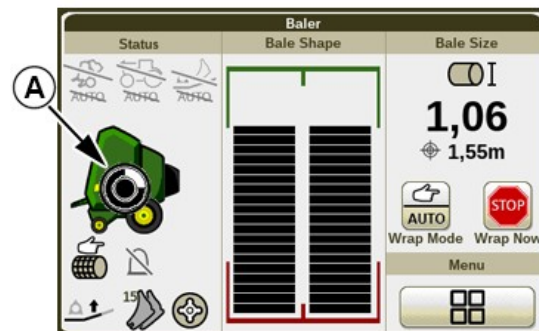 Baler
Status
Bale Shape
Bale Size
AUTO
AUTO
AUTO
A
1,06
1,55m
AUTO
STOP
Wrap Mode
Wrap Now
15
Menu